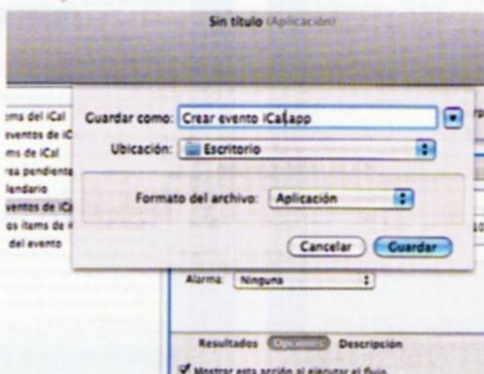 Sin título (Aplicación)
ems del iCal
eventos de iC
ms de iCal
rea pendiente
lendario
ventos de iCa
os ítems de
del evento
Guardar como: Crear evento iCal.app
Ubicación: Escritorio
Formato del archivo: Aplicación
Cancelar Guardar
Alarma: Ninguna
Resultados Opciones Descripción
Mostrar esta acción al ejecutar el flujo